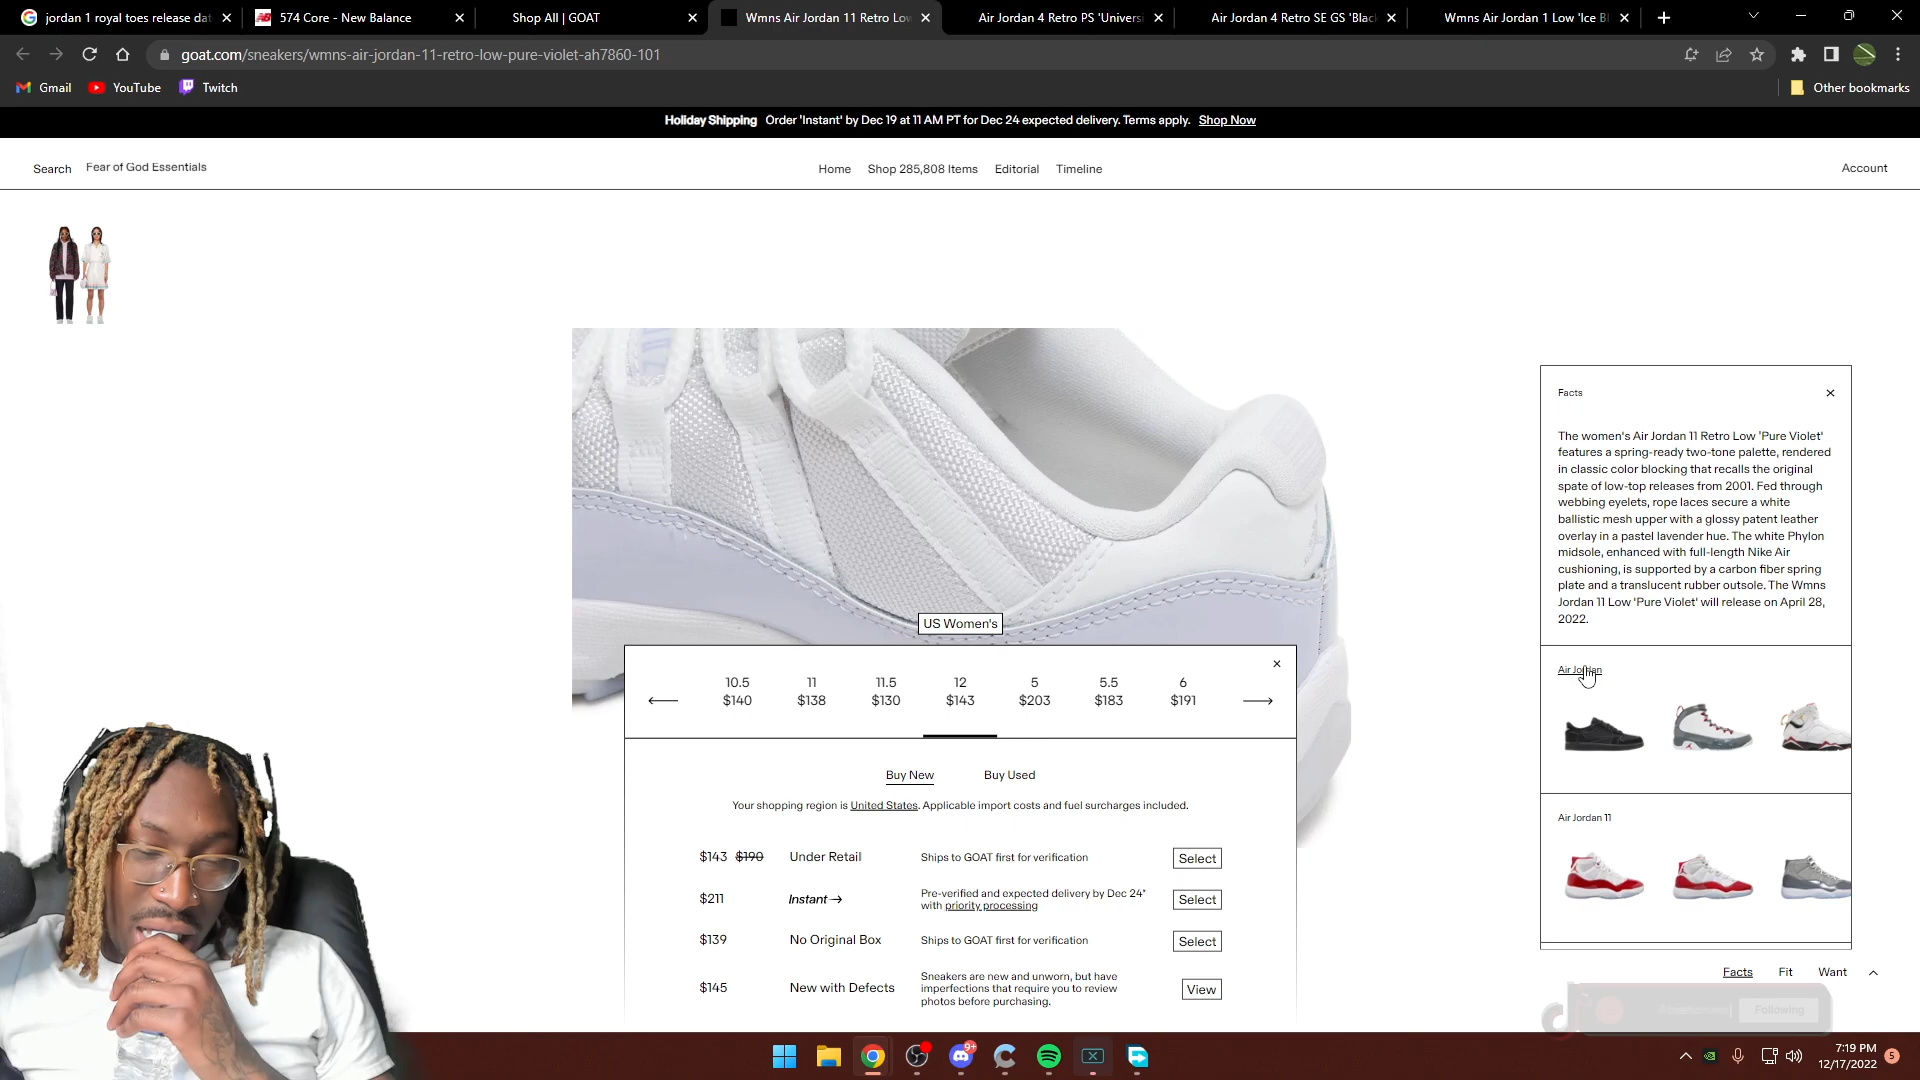 jordan 1 royal toes release dat
574 Core - New Balance
Shop All | GOAT
Wmns Air Jordan 11 Retro Lo
Air Jordan 4 Retro PS 'Universi
Air Jordan 4 Retro SE GS 'Black
Wmns Air Jordan 1 Low 'Ice Bl
goat.com/sneakers/wmns-air-jordan-11-retro-low-pure-violet-ah7860-101
Gmail
YouTube
Twitch
Other bookmarks
Holiday Shipping Order 'Instant' by Dec 19 at 11 AM PT for Dec 24 expected delivery. Terms apply. Shop Now
Search
Fear of God Essentials
Home
Shop 285,808 Items
Editorial
Timeline
Account
Facts
The women's Air Jordan 11 Retro Low 'Pure Violet'
features a spring-ready two-tone palette, rendered
in classic color blocking that recalls the original
spate of low-top releases from 2001. Fed through
webbing eyelets, rope laces secure a white
ballistic mesh upper with a glossy patent leather
overlay in a pastel lavender hue. The white Phylon
midsole, enhanced with full-length Nike Air
cushioning, is supported by a carbon fiber spring
plate and a translucent rubber outsole. The Wmns
Jordan 11 Low 'Pure Violet' will release on April 28,
2022.
Air Jordan
Air Jordan 11
Facts
Fit
Want
Following
US Women's
10.5 11 11.5 12 5 5.5 6
$140 $138 $130 $143 $203 $183 $191
Buy New
Buy Used
Your shopping region is United States. Applicable import costs and fuel surcharges included.
$143 $190 Under Retail Ships to GOAT first for verification Select
$211 Instant → Pre-verified and expected delivery by Dec 24*
with priority processing Select
$139 No Original Box Ships to GOAT first for verification Select
$145 New with Defects Sneakers are new and unworn, but have
imperfections that require you to review
photos before purchasing. View
9+
7:19 PM
12/17/2022
5